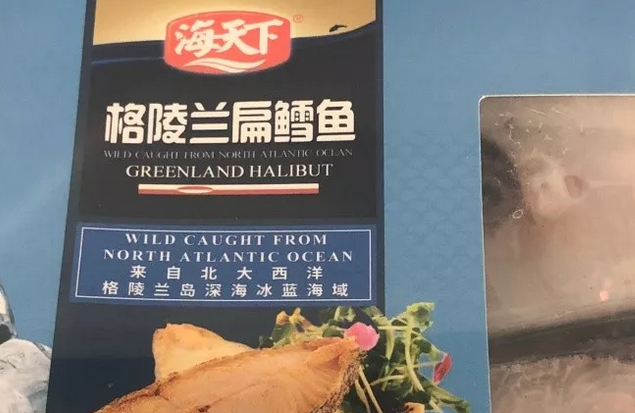 海天下®
格陵兰扁鳕鱼
WILD CAUGHT FROM NORTH ATLANTIC OCEAN
GREENLAND HALIBUT
WILD CAUGHT FROM
NORTH ATLANTIC OCEAN
来自北大西洋
格陵兰岛深海冰蓝海域